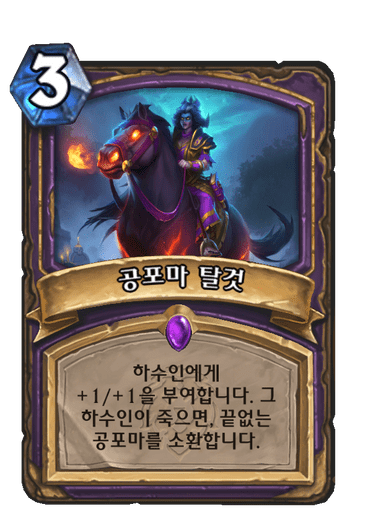 3
공포마 탈것
하수인에게
+1/+1을 부여합니다. 그
하수인이 죽으면, 끝없는
공포마를 소환합니다.